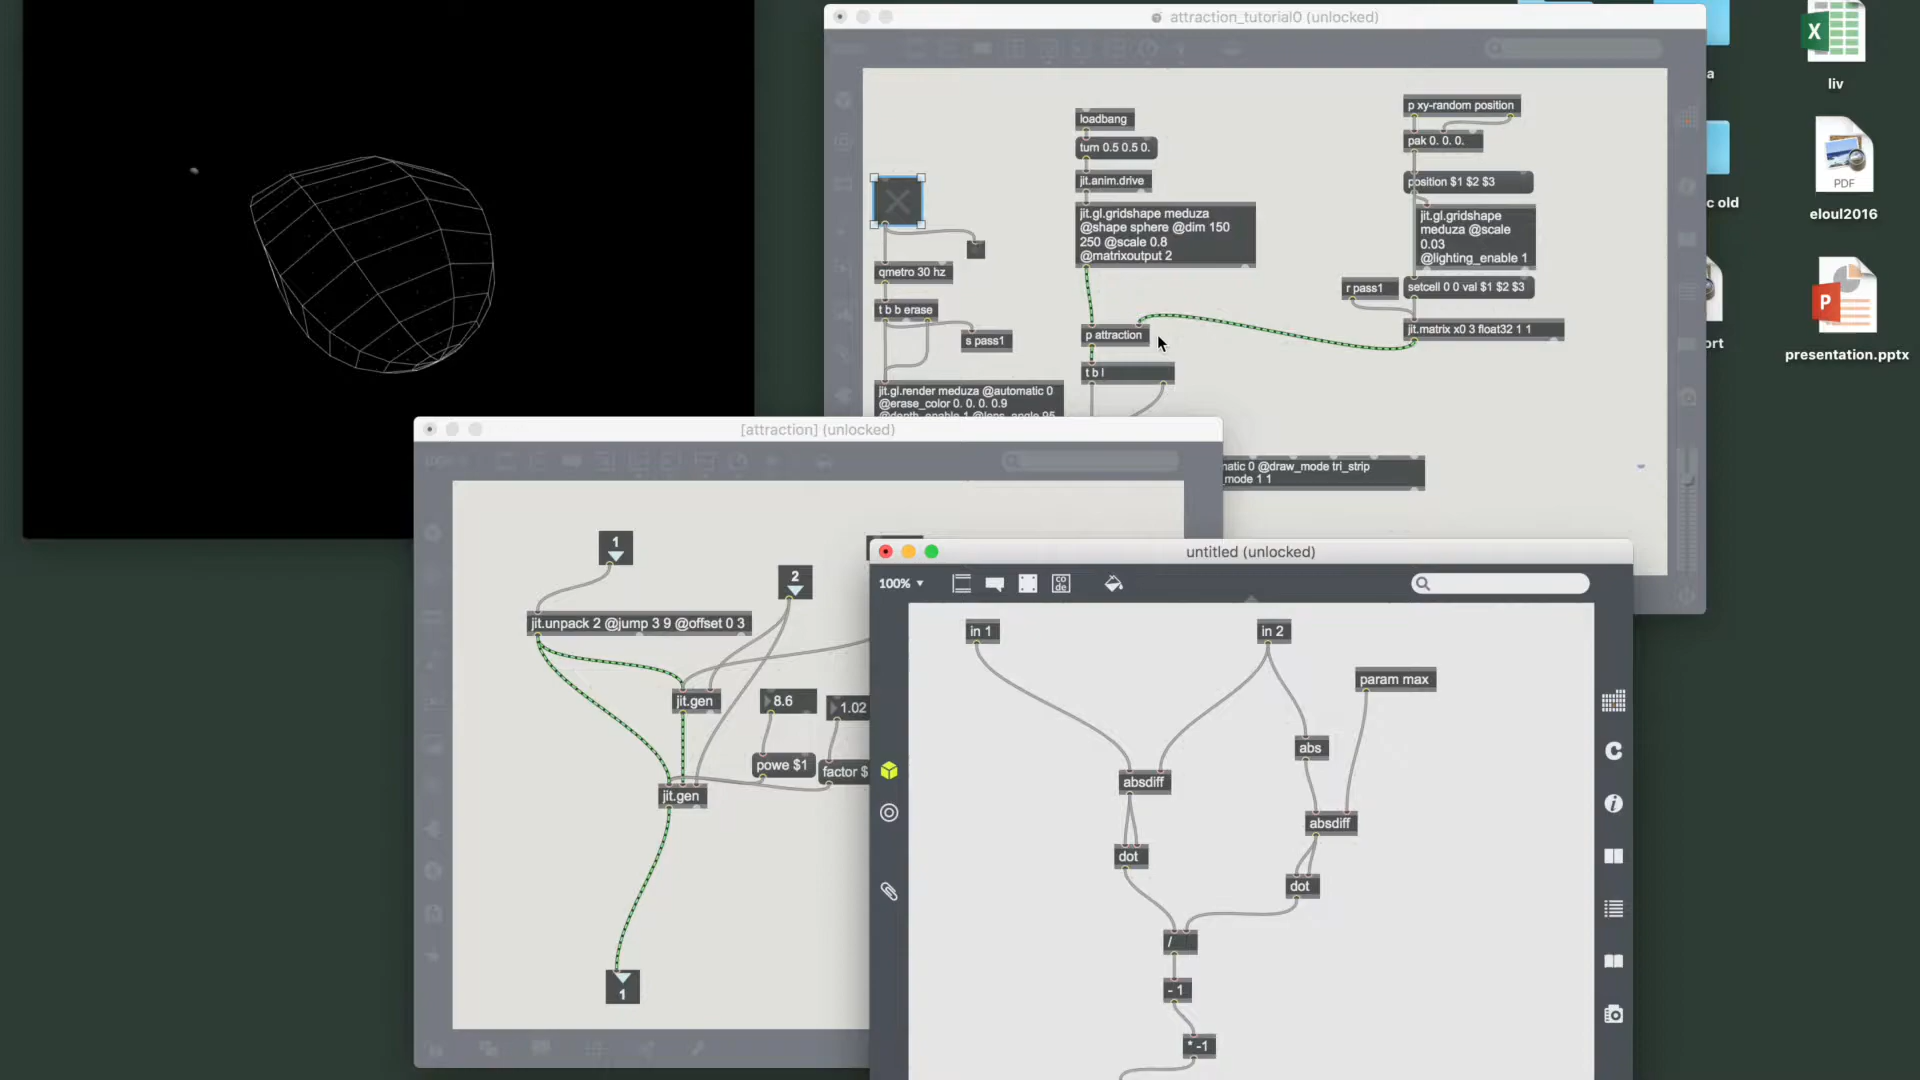 attraction_tutorial0 (unlocked)
loadbang
turn 0.5 0.5 0.
jit.anim.drive
jit.gl.gridshape meduza
@shape sphere @dim 150
250 @scale 0.8
@matrixoutput 2
p xy-random position
pak 0. 0. 0.
position $1 $2 $3
jit.gl.gridshape
meduza @scale
0.03
@lighting_enable 1
r pass1
setcell 0 0 val $1 $2 $3
jit.matrix x0 3 float32 1 1
qmetro 30 hz
t b b erase
s pass1
p attraction
t b l
jit.gl.render meduza @automatic 0
@erase_color 0. 0. 0. 0.9
natic 0 @draw_mode tri_strip
mode 1 1
liv
PDF
c old
eloul2016
P
ort
presentation.pptx
X
a
[attraction] (unlocked)
1
2
jit.unpack 2 @jump 3 9 @offset 0 3
jit.gen
8.6
1.02
powe $1
factor $
jit.gen
1
untitled (unlocked)
100%
co
de
in 1
in 2
param max
abs
absdiff
absdiff
dot
dot
/
- 1
* -1